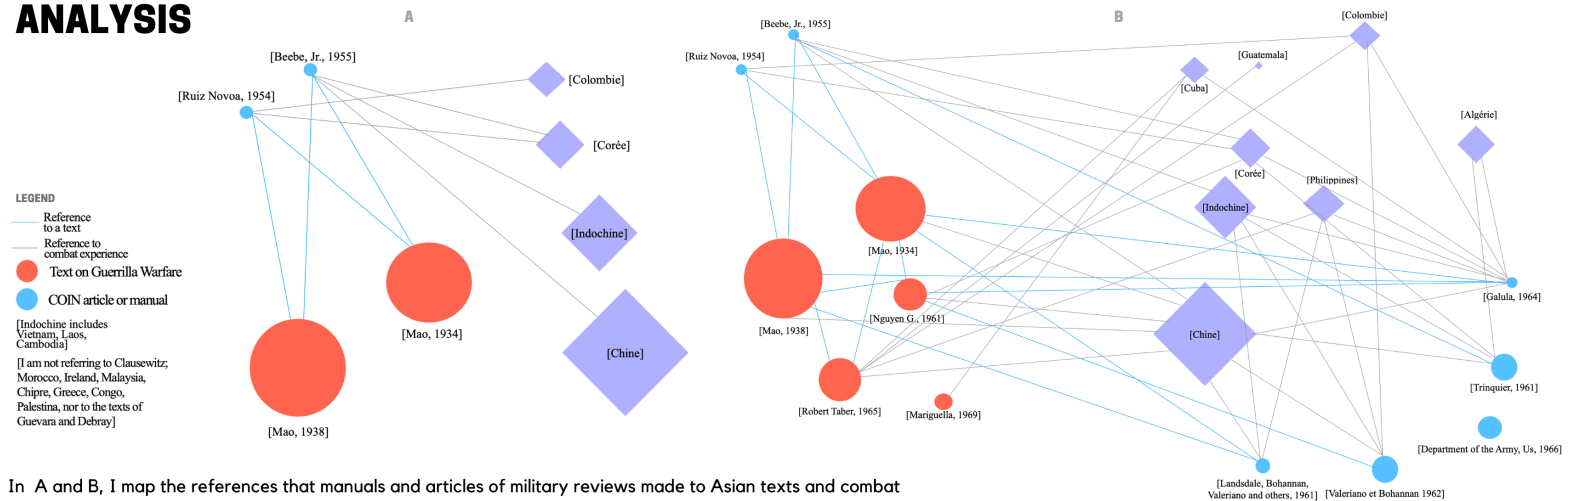 ANALYSIS
A
[Beebe, Jr., 1955]
[Ruiz Novoa, 1954]
[Colombie]
[Corée]
[Indochine]
[Chine]
[Mao, 1934]
[Mao, 1938]
LEGEND
Reference
to a text
Reference to
combat experience
Text on Guerrilla Warfare
COIN article or manual
[Indochine includes
Vietnam, Laos,
Cambodia]
[I am not referring to Clausewitz;
Morocco, Ireland, Malaysia,
Chipre, Greece, Congo,
Palestina, nor to the texts of
Guevara and Debray]
B
[Beebe, Jr., 1955]
[Ruiz Novoa, 1954]
[Colombie]
[Guatemala]
[Cuba]
[Algérie]
[Corée]
[Philippines]
[Indochine]
[Mao, 1934]
[Mao, 1938]
[Nguyen G., 1961]
[Galula, 1964]
[Chine]
[Trinquier, 1961]
[Robert Taber, 1965]
[Mariguella, 1969]
[Department of the Army, Us, 1966]
[Landsdale, Bohannan,
Valeriano and others, 1961]
[Valeriano et Bohannan 1962]
In A and B, I map the references that manuals and articles of military reviews made to Asian texts and combat